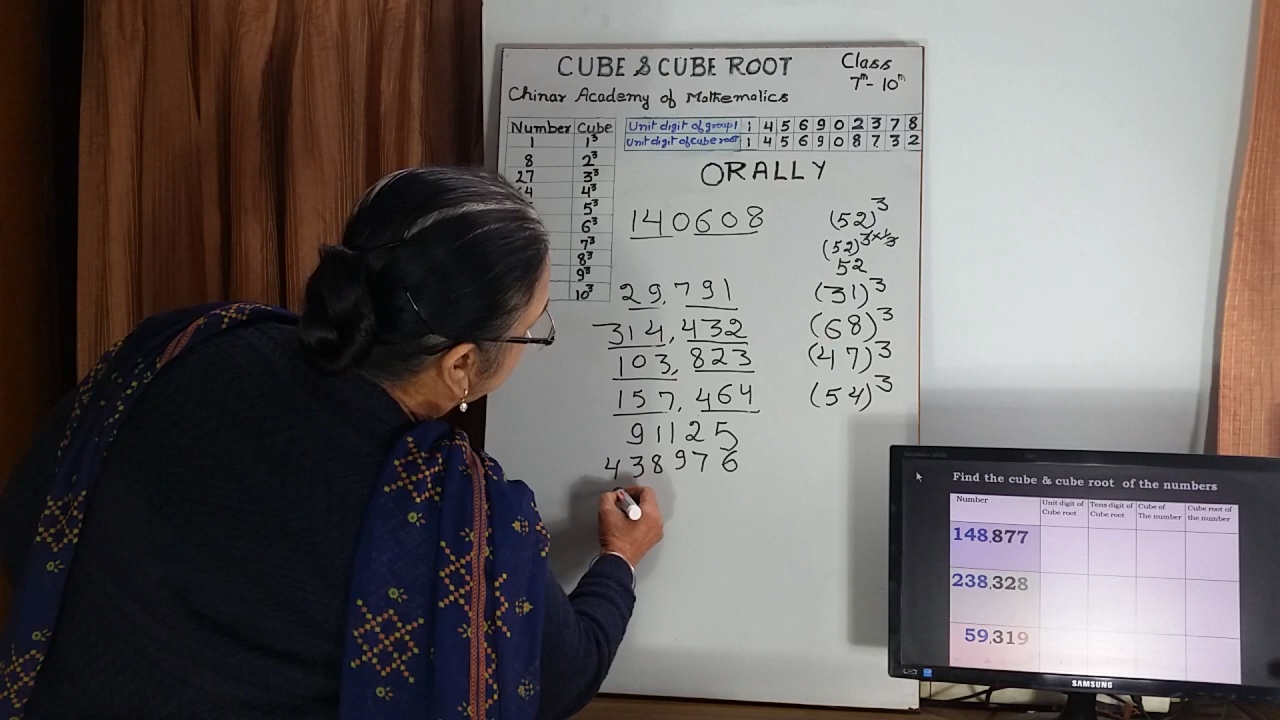 CUBE & CUBE ROOT
Class
7th - 10th
Chinar Academy of Mathematics
Number Cube
1 1³
8 2³
27 3³
4³
5³
6³
7³
8³
9³
10³
Unit digit of group1 1 4 5 6 9 0 2 3 7 8
Unit digit of Cube root 1 4 5 6 9 0 8 7 3 2
ORALLY
140608 (52)³
(52)³ˣ¹/³
52
29,791 (31)³
314,432 (68)³
103,823 (47)³
157,464 (54)³
91125
438976
Find the cube & cube root of the numbers
Number Unit digit of Cube root Tens digit of Cube root Cube of The number Cube root of the number
148,877
238,328
59,319
SAMSUNG